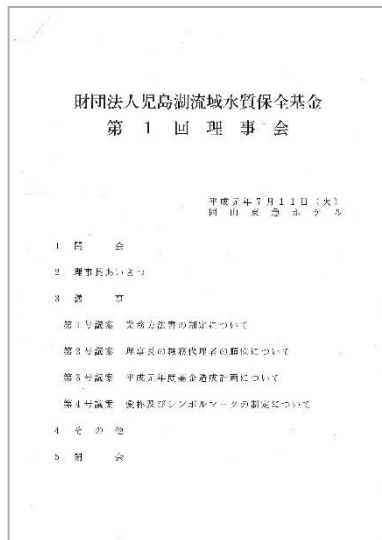 財団法人児島湖流域水質保全基金
第1回理事会
平成元年7月11日(火)
岡山東急ホテル
1 開会
2 理事長あいさつ
3 議事
第1号議案 業務方法書の制定について
第2号議案 理事長の職務代理者の順位について
第3号議案 平成元年度基金造成計画について
第4号議案 愛称及びシンボルマークの制定について
4 その他
5 閉会